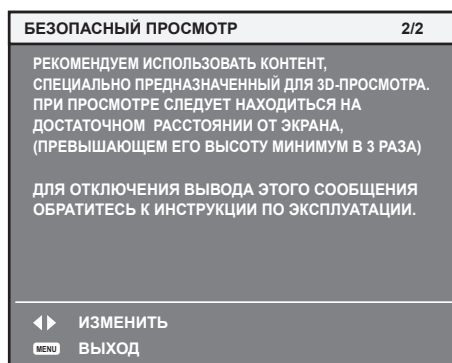 БЕЗОПАСНЫЙ ПРОСМОТР 2/2
РЕКОМЕНДУЕМ ИСПОЛЬЗОВАТЬ КОНТЕНТ,
СПЕЦИАЛЬНО ПРЕДНАЗНАЧЕННЫЙ ДЛЯ 3D-ПРОСМОТРА.
ПРИ ПРОСМОТРЕ СЛЕДУЕТ НАХОДИТЬСЯ НА
ДОСТАТОЧНОМ РАССТОЯНИИ ОТ ЭКРАНА,
(ПРЕВЫШАЮЩЕМ ЕГО ВЫСОТУ МИНИМУМ В 3 РАЗА)
ДЛЯ ОТКЛЮЧЕНИЯ ВЫВОДА ЭТОГО СООБЩЕНИЯ
ОБРАТИТЕСЬ К ИНСТРУКЦИИ ПО ЭКСПЛУАТАЦИИ.
ИЗМЕНИТЬ
MENU ВЫХОД